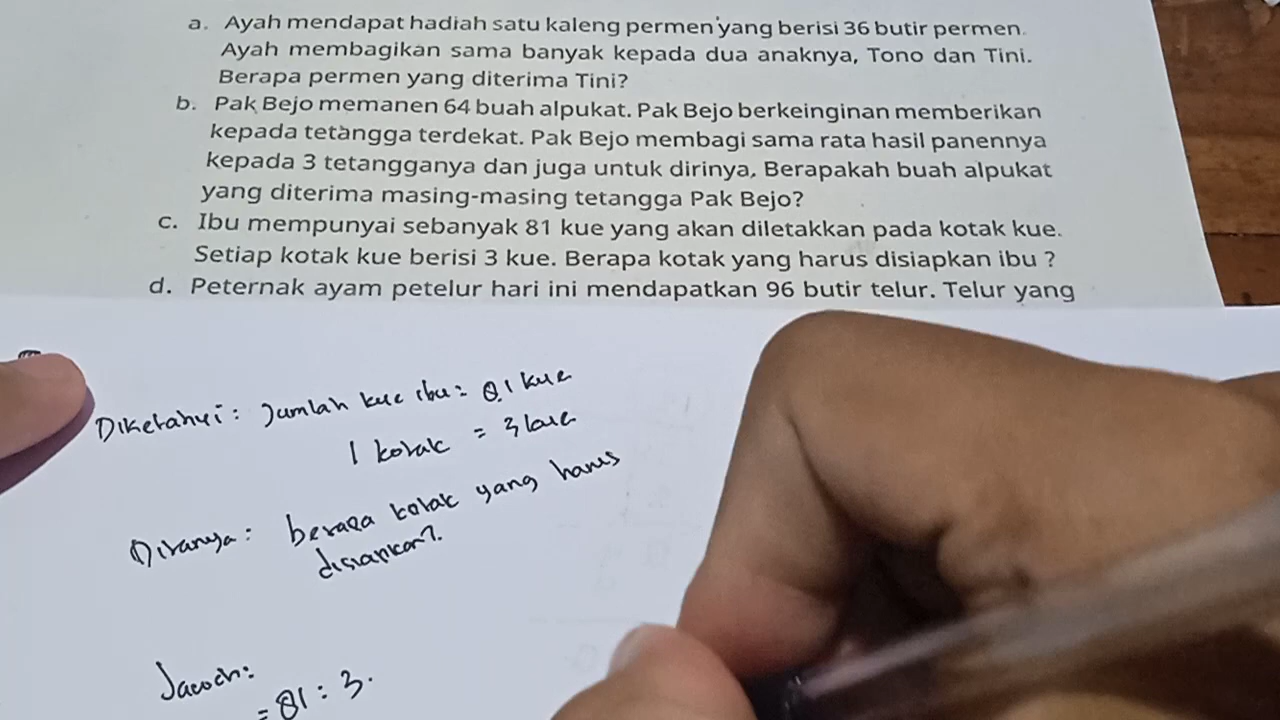 a. Ayah mendapat hadiah satu kaleng permen yang berisi 36 butir permen.
Ayah membagikan sama banyak kepada dua anaknya, Tono dan Tini.
Berapa permen yang diterima Tini?
b. Pak Bejo memanen 64 buah alpukat. Pak Bejo berkeinginan memberikan
kepada tetangga terdekat. Pak Bejo membagi sama rata hasil panennya
kepada 3 tetangganya dan juga untuk dirinya, Berapakah buah alpukat
yang diterima masing-masing tetangga Pak Bejo?
c. Ibu mempunyai sebanyak 81 kue yang akan diletakkan pada kotak kue.
Setiap kotak kue berisi 3 kue. Berapa kotak yang harus disiapkan ibu ?
d. Peternak ayam petelur hari ini mendapatkan 96 butir telur. Telur yang
Diketahui: Jumlah kue ibu = 81 kue
1 kotak = 3 kue
Ditanya: berapa kotak yang harus
disiapkan?
Jawab:
= 81 : 3.